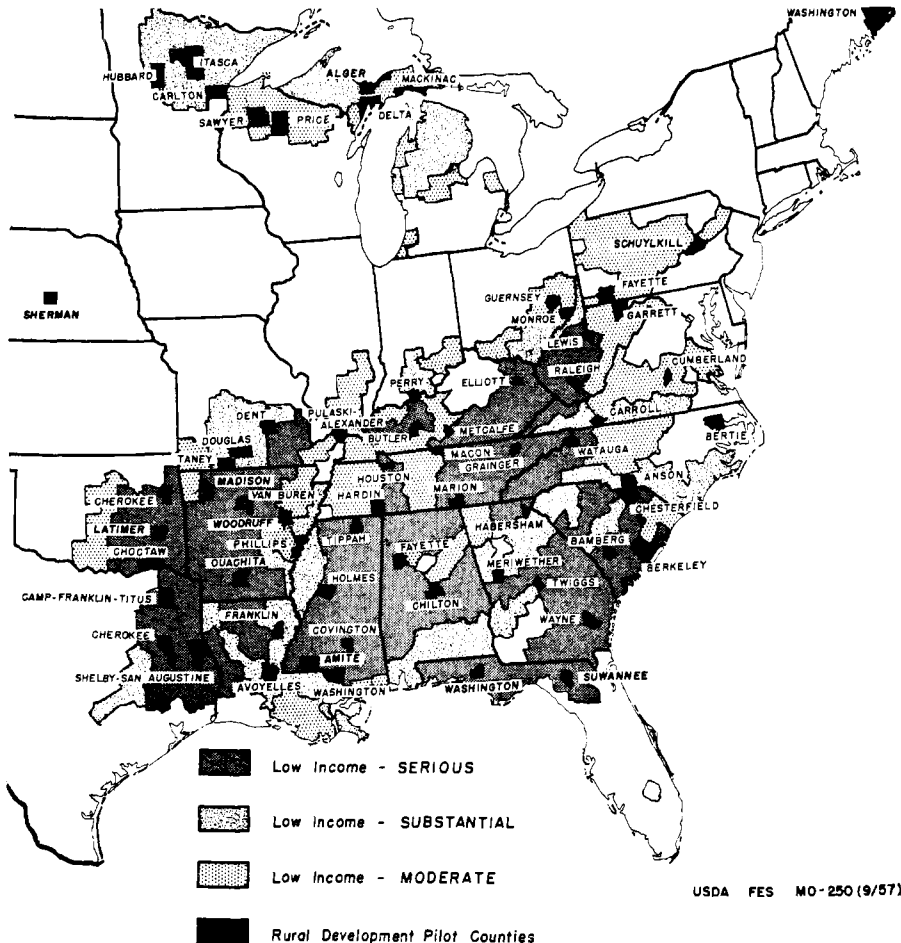 WASHINGTON
ITASCA
HUBBARD
ALGER
MACKINAC
CARLTON
SAWYER
PRICE
DELTA
SCHUYLKILL
FAYETTE
SHERMAN
GUERNSEY
MONROE
GARRETT
LEWIS
CUMBERLAND
RALEIGH
PERRY
ELLIOTT
DENT
PULASKI-
ALEXANDER
CARROLL
DOUGLAS
BUTLER
METCALFE
BERTIE
TANEY
MACON
WATAUGA
GRAINGER
MADISON
HOUSTON
ANSON
CHEROKEE
VAN BUREN
HARDIN
MARION
CHESTERFIELD
WOODRUFF
HABERSHAM
LATIMER
PHILLIPS
TIPPAH
BAMBERG
CHOCTAW
FAYETTE
MERIWETHER
OUACHITA
BERKELEY
HOLMES
TWIGGS
CAMP-FRANKLIN-TITUS
CHILTON
FRANKLIN
WAYNE
CHEROKEE
COVINGTON
AMITE
SHELBY-SAN AUGUSTINE
SUWANNEE
AVOYELLES
WASHINGTON
WASHINGTON
Low Income - SERIOUS
Low Income - SUBSTANTIAL
Low Income - MODERATE
USDA FES MO-250 (9/57)
Rural Development Pilot Counties